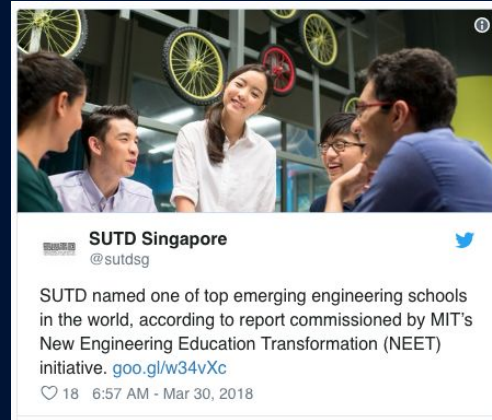 SUTD Singapore
@sutdsg
SUTD named one of top emerging engineering schools
in the world, according to report commissioned by MIT's
New Engineering Education Transformation (NEET)
initiative. goo.gl/w34vXc
18 6:57 AM - Mar 30, 2018